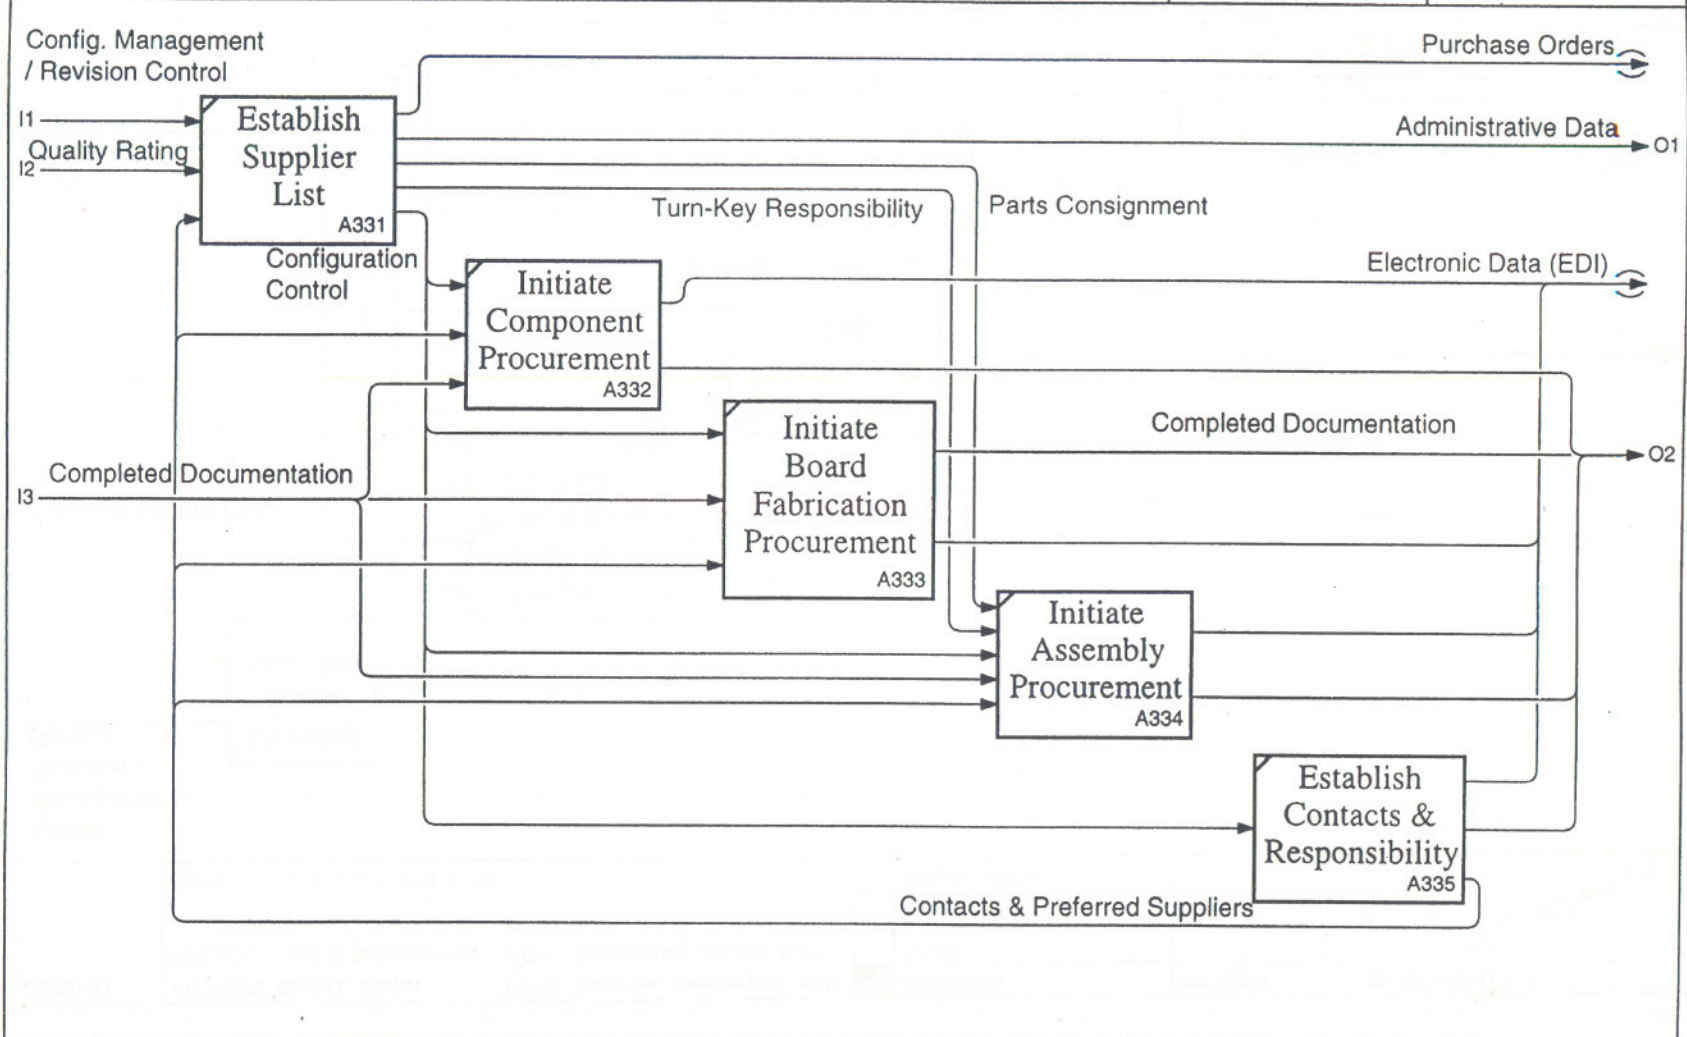 Config. Management
/ Revision Control
Purchase Orders
I1
Establish
Supplier
List
A331
Administrative Data
O1
Quality Rating
I2
Turn-Key Responsibility
Parts Consignment
Configuration
Control
Initiate
Component
Procurement
A332
Electronic Data (EDI)
Initiate
Board
Fabrication
Procurement
A333
Completed Documentation
O2
Completed Documentation
I3
Initiate
Assembly
Procurement
A334
Establish
Contacts &
Responsibility
A335
Contacts & Preferred Suppliers